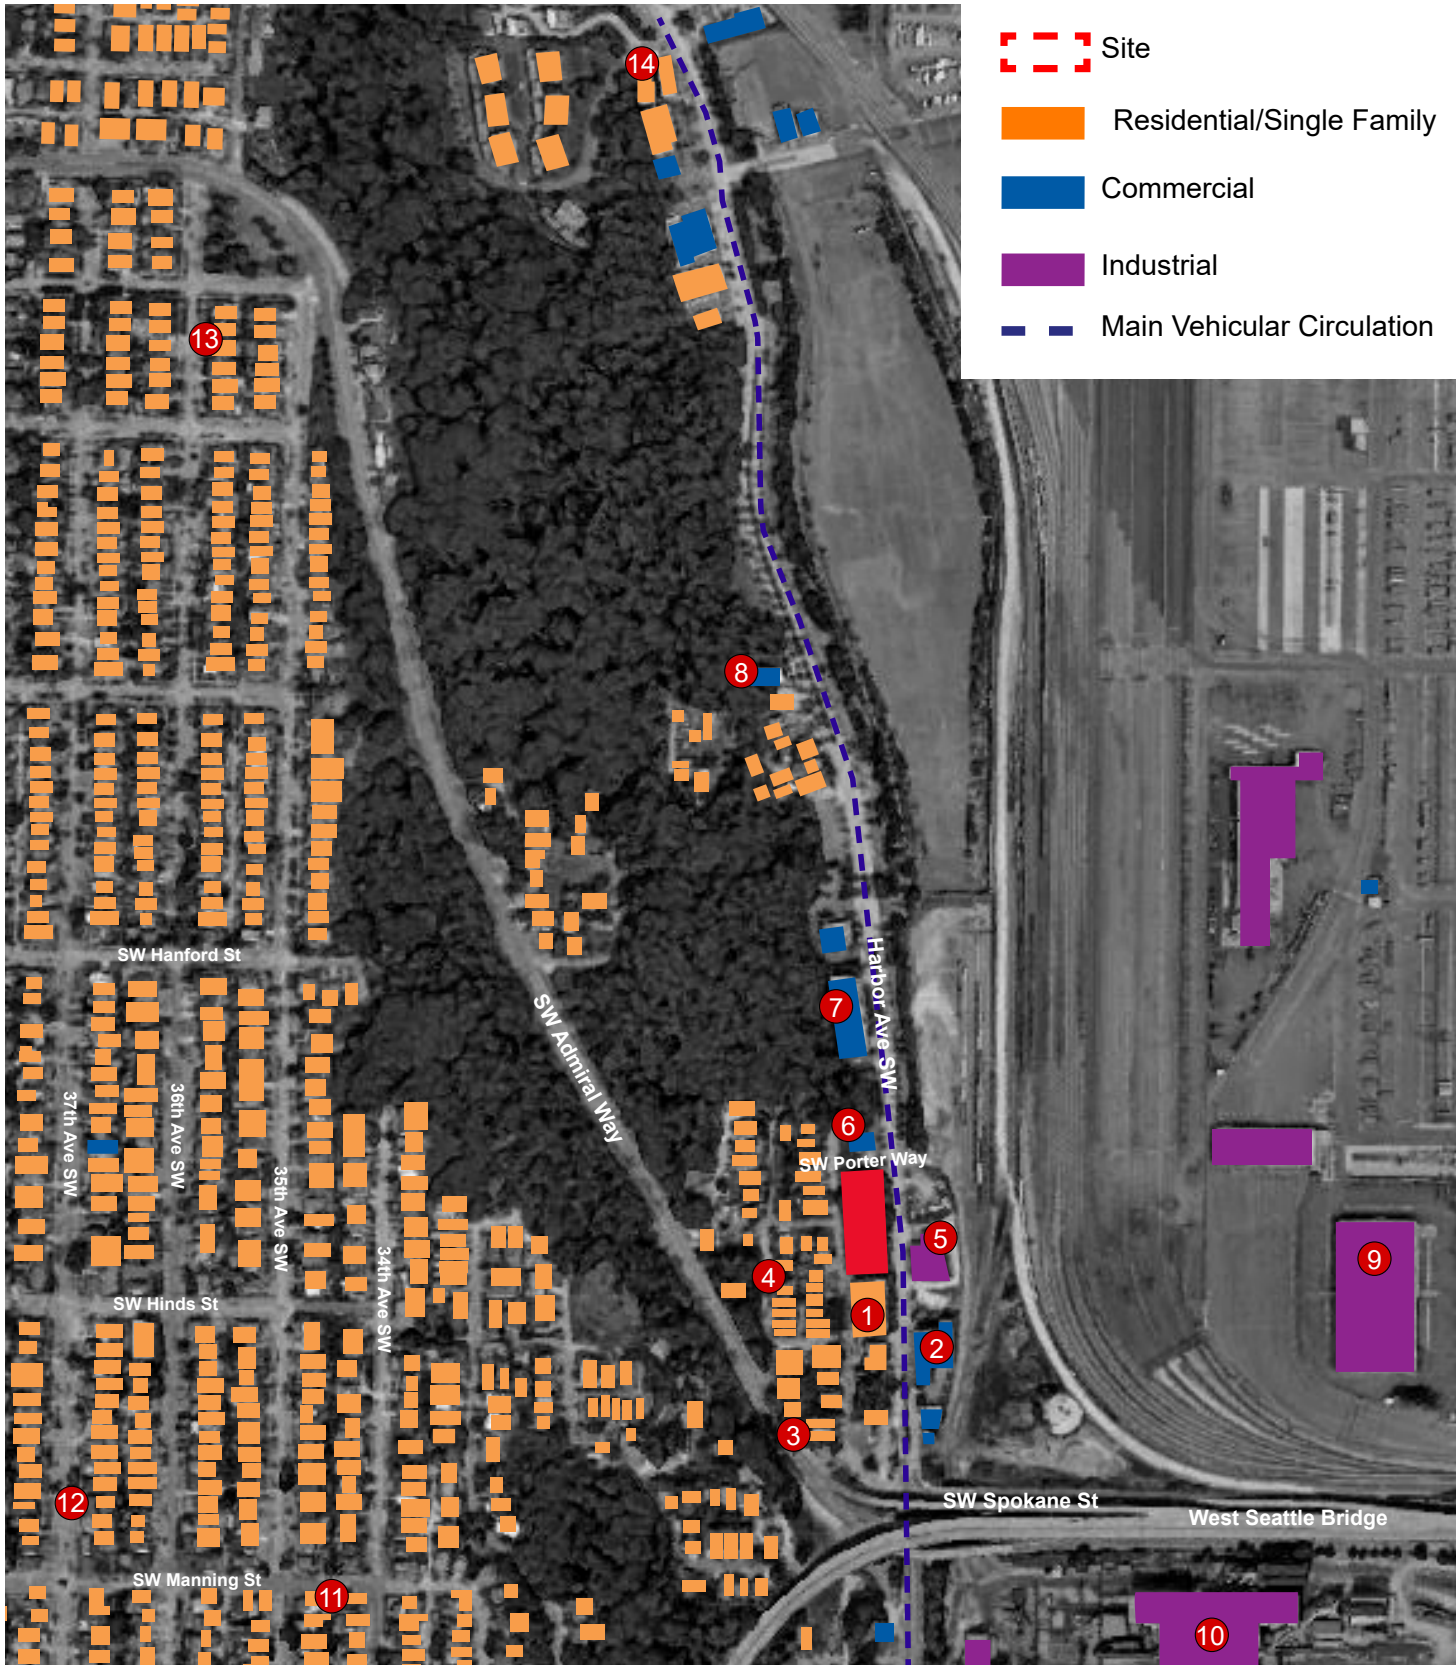 Site
Residential/Single Family
Commercial
Industrial
Main Vehicular Circulation
14
13
8
SW Hanford St
Harbor Ave SW
7
SW Admiral Way
37th Ave SW
36th Ave SW
6
SW Porter Way
35th Ave SW
34th Ave SW
5
9
4
SW Hinds St
1
2
3
12
SW Spokane St
West Seattle Bridge
SW Manning St
11
10